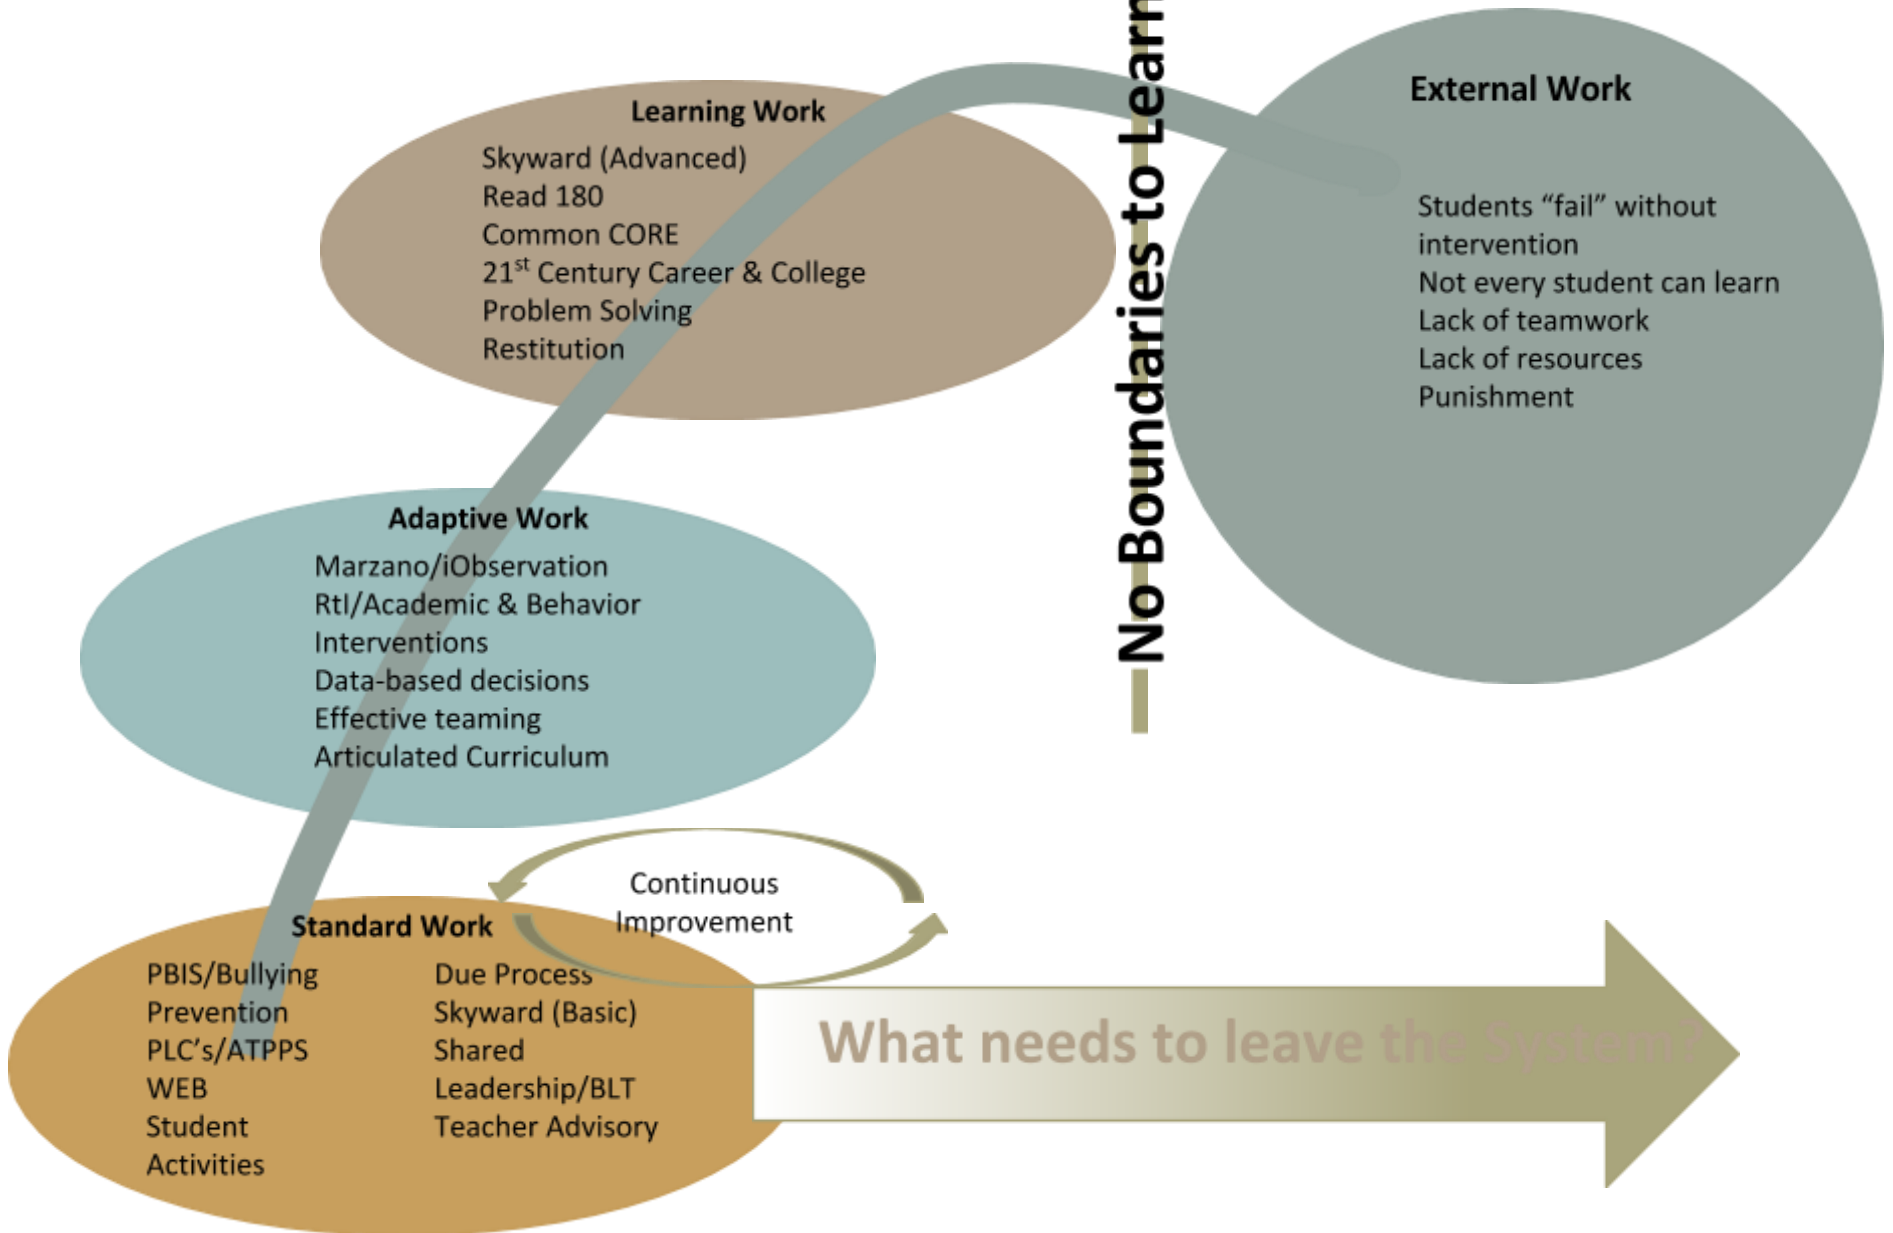 Learning Work
Skyward (Advanced)
Read 180
Common CORE
21st Century Career & College
Problem Solving
Restitution
No Boundaries to Learn
External Work
Students “fail” without
intervention
Not every student can learn
Lack of teamwork
Lack of resources
Punishment
Adaptive Work
Marzano/iObservation
RtI/Academic & Behavior
Interventions
Data-based decisions
Effective teaming
Articulated Curriculum
Continuous
Improvement
Standard Work
PBIS/Bullying
Prevention
PLC’s/ATPPS
WEB
Student
Activities
Due Process
Skyward (Basic)
Shared
Leadership/BLT
Teacher Advisory
What needs to leave the System?